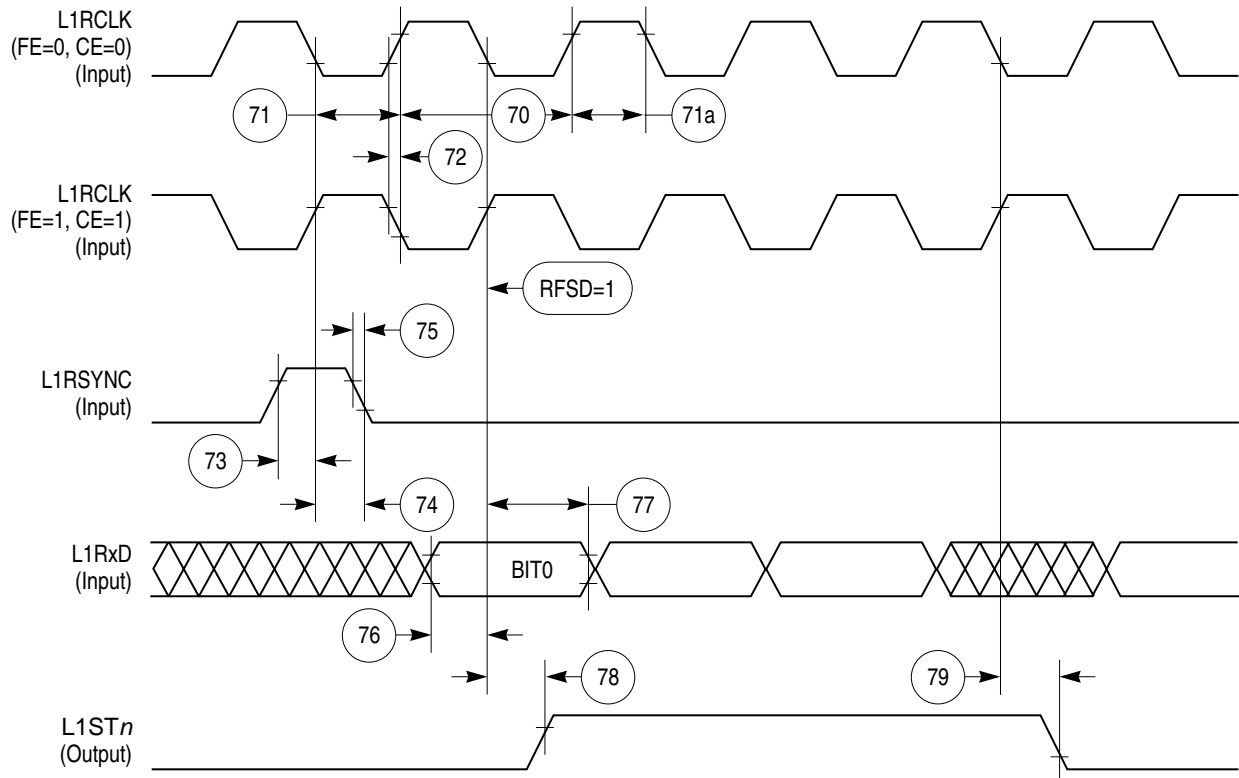 L1RCLK
(FE=0, CE=0)
(Input)
71
70
71a
72
L1RCLK
(FE=1, CE=1)
(Input)
RFSD=1
75
L1RSYNC
(Input)
73
74
77
L1RxD
(Input)
BIT0
76
78
79
L1STn
(Output)